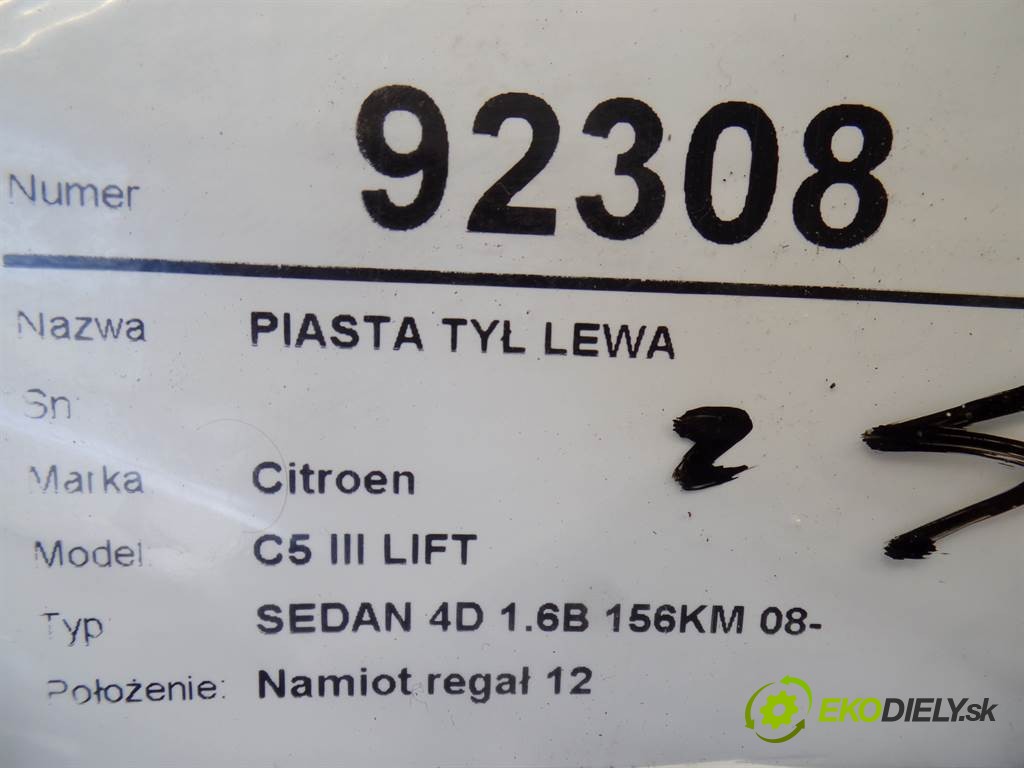 Numer 92308
Nazwa PIASTA TYŁ LEWA
Sn
Marka Citroen
Model C5 III LIFT
Typ SEDAN 4D 1.6B 156KM 08-
Położenie: Namiot regał 12
EKODIELY.sk